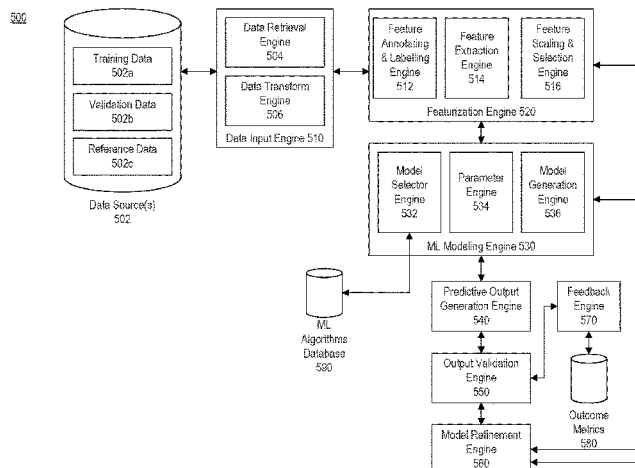 500
Training Data
502a
Validation Data
502b
Reference Data
502c
Data Source(s)
502
Data Retrieval
Engine
504
Data Transform
Engine
506
Data Input Engine 510
Feature
Annotating
& Labelling
Engine
512
Feature
Extraction
Engine
514
Feature
Scaling &
Selection
Engine
516
Featurization Engine 520
Model
Selector
Engine
532
Parameter
Engine
534
Model
Generation
Engine
536
ML Modeling Engine 530
ML
Algorithms
Database
590
Predictive Output
Generation Engine
540
Feedback
Engine
570
Output Validation
Engine
550
Outcome
Metrics
580
Model Refinement
Engine
560